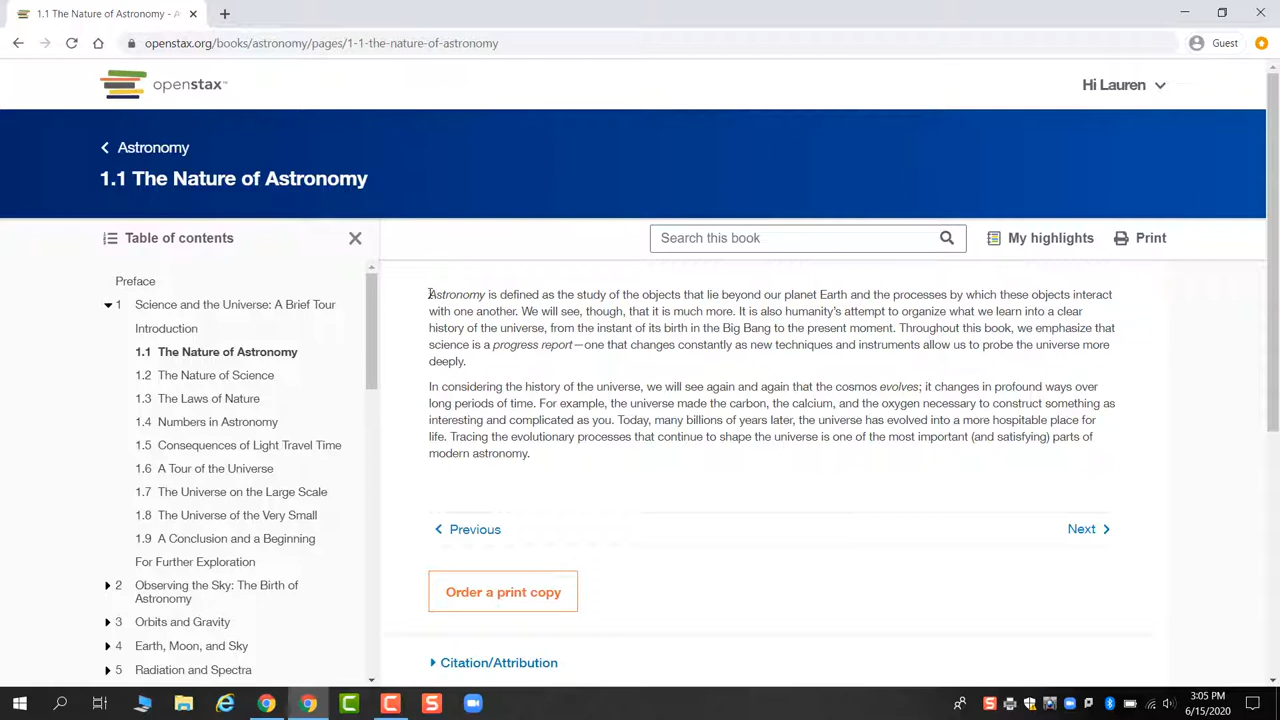 1.1 The Nature of Astronomy -
openstax.org/books/astronomy/pages/1-1-the-nature-of-astronomy
Guest
openstax™
Hi Lauren
Astronomy
1.1 The Nature of Astronomy
Table of contents
Search this book
My highlights
Print
Preface
1 Science and the Universe: A Brief Tour
Introduction
1.1 The Nature of Astronomy
1.2 The Nature of Science
1.3 The Laws of Nature
1.4 Numbers in Astronomy
1.5 Consequences of Light Travel Time
1.6 A Tour of the Universe
1.7 The Universe on the Large Scale
1.8 The Universe of the Very Small
1.9 A Conclusion and a Beginning
For Further Exploration
2 Observing the Sky: The Birth of
Astronomy
3 Orbits and Gravity
4 Earth, Moon, and Sky
5 Radiation and Spectra
Astronomy is defined as the study of the objects that lie beyond our planet Earth and the processes by which these objects interact
with one another. We will see, though, that it is much more. It is also humanity's attempt to organize what we learn into a clear
history of the universe, from the instant of its birth in the Big Bang to the present moment. Throughout this book, we emphasize that
science is a progress report—one that changes constantly as new techniques and instruments allow us to probe the universe more
deeply.
In considering the history of the universe, we will see again and again that the cosmos evolves; it changes in profound ways over
long periods of time. For example, the universe made the carbon, the calcium, and the oxygen necessary to construct something as
interesting and complicated as you. Today, many billions of years later, the universe has evolved into a more hospitable place for
life. Tracing the evolutionary processes that continue to shape the universe is one of the most important (and satisfying) parts of
modern astronomy.
Previous
Next
Order a print copy
Citation/Attribution
3:05 PM
6/15/2020